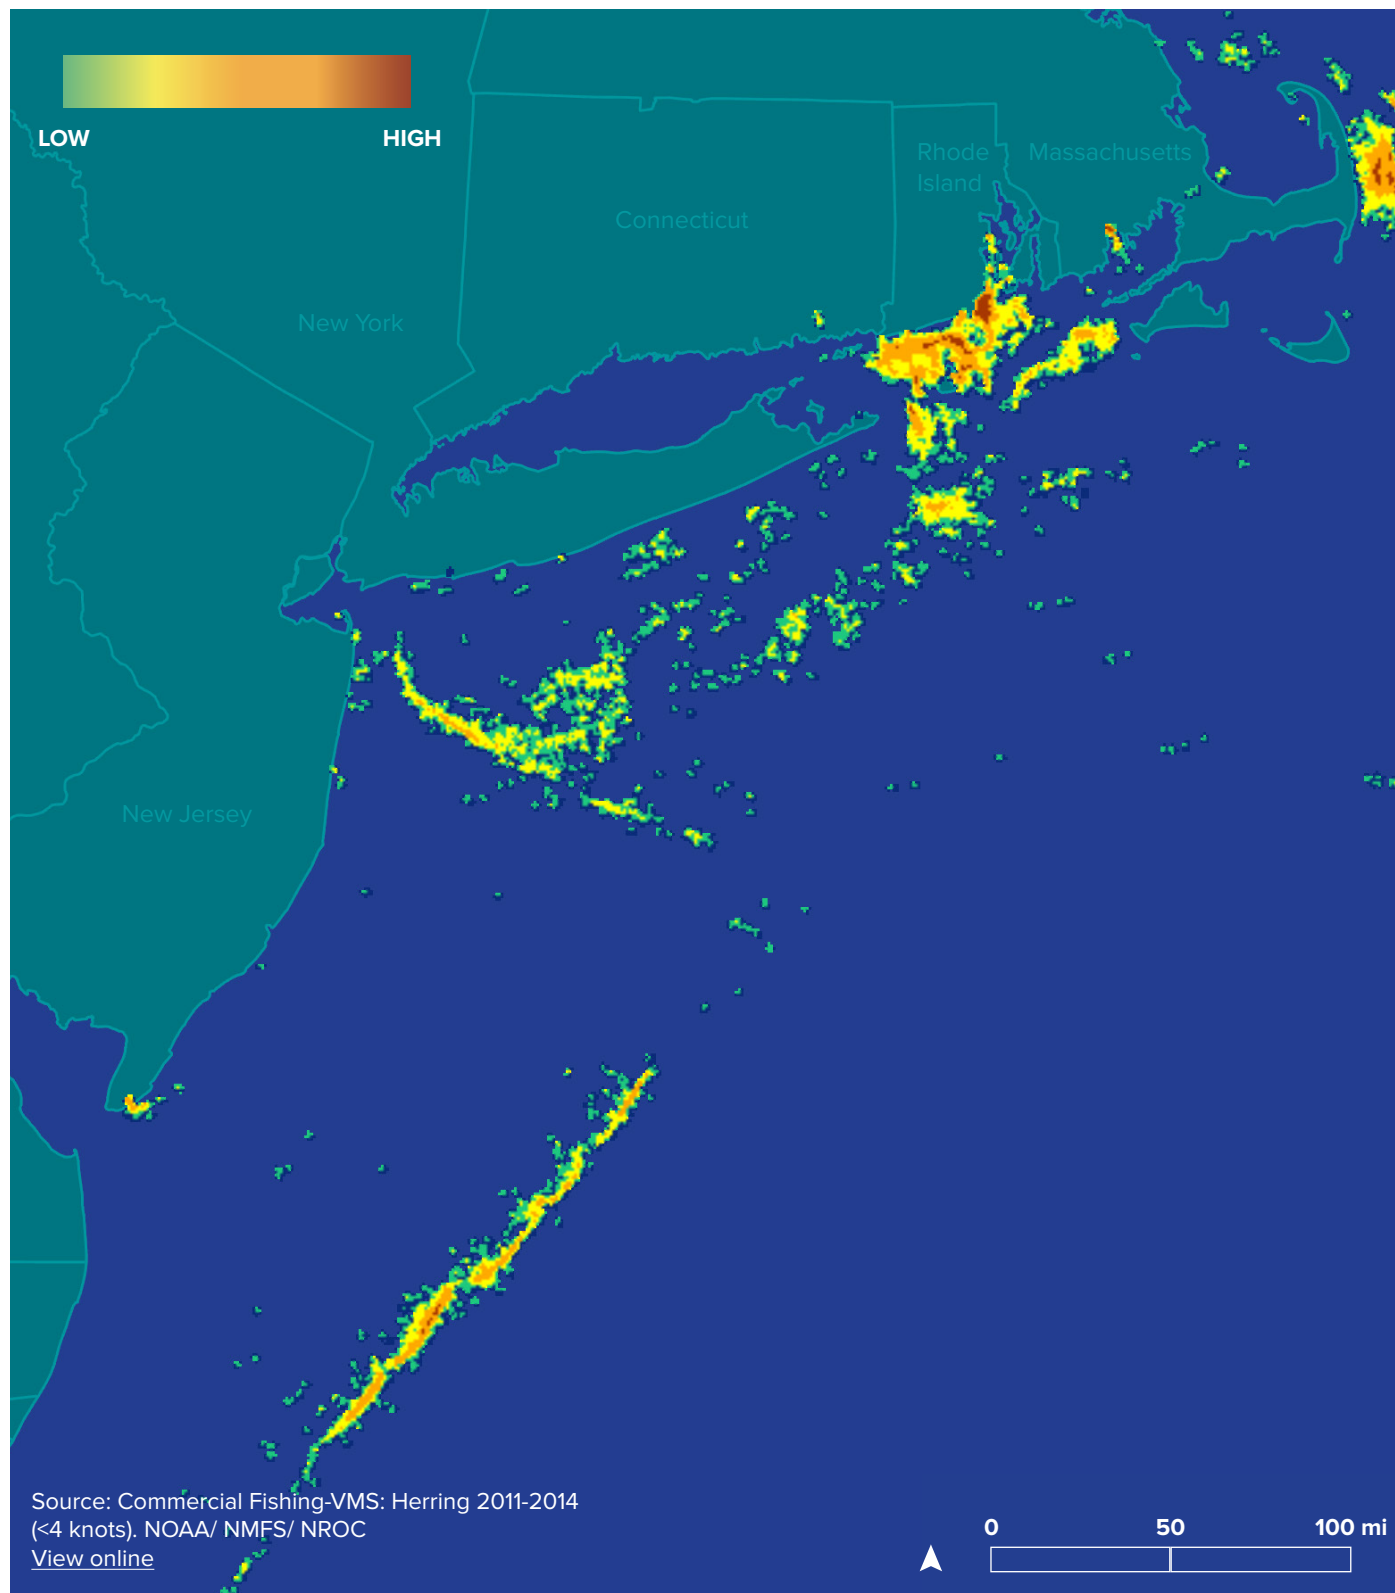 LOW
HIGH
Rhode
Island
Massachusetts
Connecticut
New York
New Jersey
Source: Commercial Fishing-VMS: Herring 2011-2014
(<4 knots). NOAA/ NMFS/ NROC
View online
0
50
100 mi